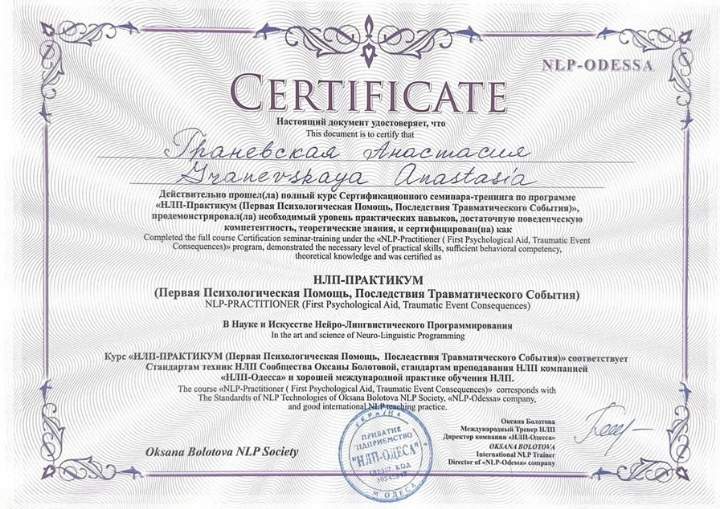 NLP-ODESSA
CERTIFICATE
Настоящий документ удостоверяет, что
This document is to certify that
Граневская Анастасия
Granevskaya Anastasia
Действительно прошел(ла) полный курс Сертификационного семинара-тренинга по программе
«НЛП-Практикум (Первая Психологическая Помощь, Последствия Травматического События)»,
продемонстрировал(ла) необходимый уровень практических навыков, достаточную поведенческую
компетентность, теоретические знания, и сертифицирован(на) как
Completed the full course Certification seminar-training under the «NLP-Practitioner ( First Psychological Aid, Traumatic Event
Consequences)» program, demonstrated the necessary level of practical skills, sufficient behavioral competency,
theoretical knowledge and was certified as
НЛП-ПРАКТИКУМ
(Первая Психологическая Помощь, Последствия Травматического События)
NLP-PRACTITIONER (First Psychological Aid, Traumatic Event Consequences)
В Науке и Искусстве Нейро-Лингвистического Программирования
In the art and science of Neuro-Linguistic Programming
Курс «НЛП-ПРАКТИКУМ (Первая Психологическая Помощь, Последствия Травматического События)» соответствует
Стандартам техник НЛП Сообщества Оксаны Болотовой, стандартам преподавания НЛП компанией
«НЛП-Одесса» и хорошей международной практике обучения НЛП.
The course «NLP-Practitioner ( First Psychological Aid, Traumatic Event Consequences)» corresponds with
The Standards of NLP Technologies of Oksana Bolotova NLP Society, «NLP-Odessa» company,
and good international NLP teaching practice.
Оксана Болотова
Международный Тренер НЛП
Директор компании «НЛП-Одесса»
OKSANA BOLOTOVA
International NLP Trainer
Director of «NLP-Odessa» company
Oksana Bolotova NLP Society
УКРАЇНА
ПРИВАТНЕ
ПІДПРИЄМСТВО
"НЛП-ОДЕСА"
КОД
М ОДЕСА